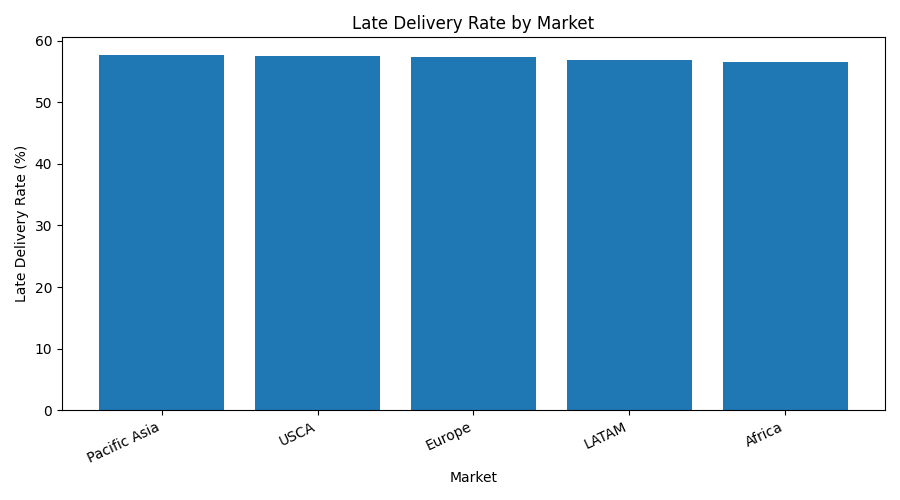 Late Delivery Rate by Market
Late Delivery Rate (%)
60
50
40
30
20
10
0
Pacific Asia
USCA
Europe
LATAM
Africa
Market